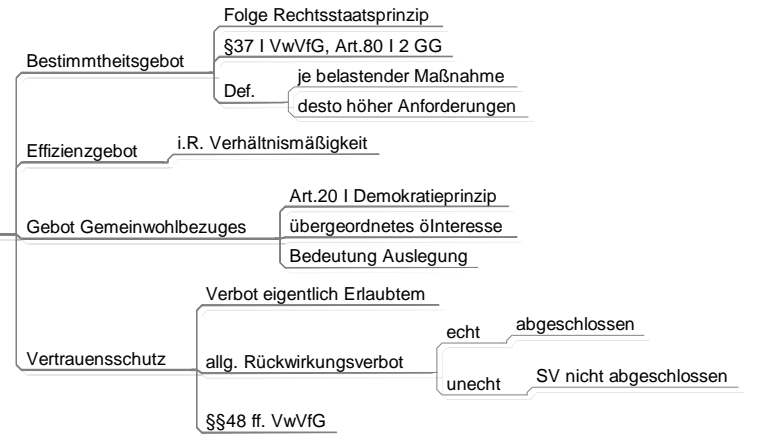 Bestimmtheitsgebot
Folge Rechtsstaatsprinzip
§37 I VwVfG, Art.80 I 2 GG
Def.
je belastender Maßnahme
desto höher Anforderungen
Effizienzgebot
i.R. Verhältnismäßigkeit
Gebot Gemeinwohlbezuges
Art.20 I Demokratieprinzip
übergeordnetes öInteresse
Bedeutung Auslegung
Vertrauensschutz
Verbot eigentlich Erlaubtem
allg. Rückwirkungsverbot
echt
abgeschlossen
unecht
SV nicht abgeschlossen
§§48 ff. VwVfG